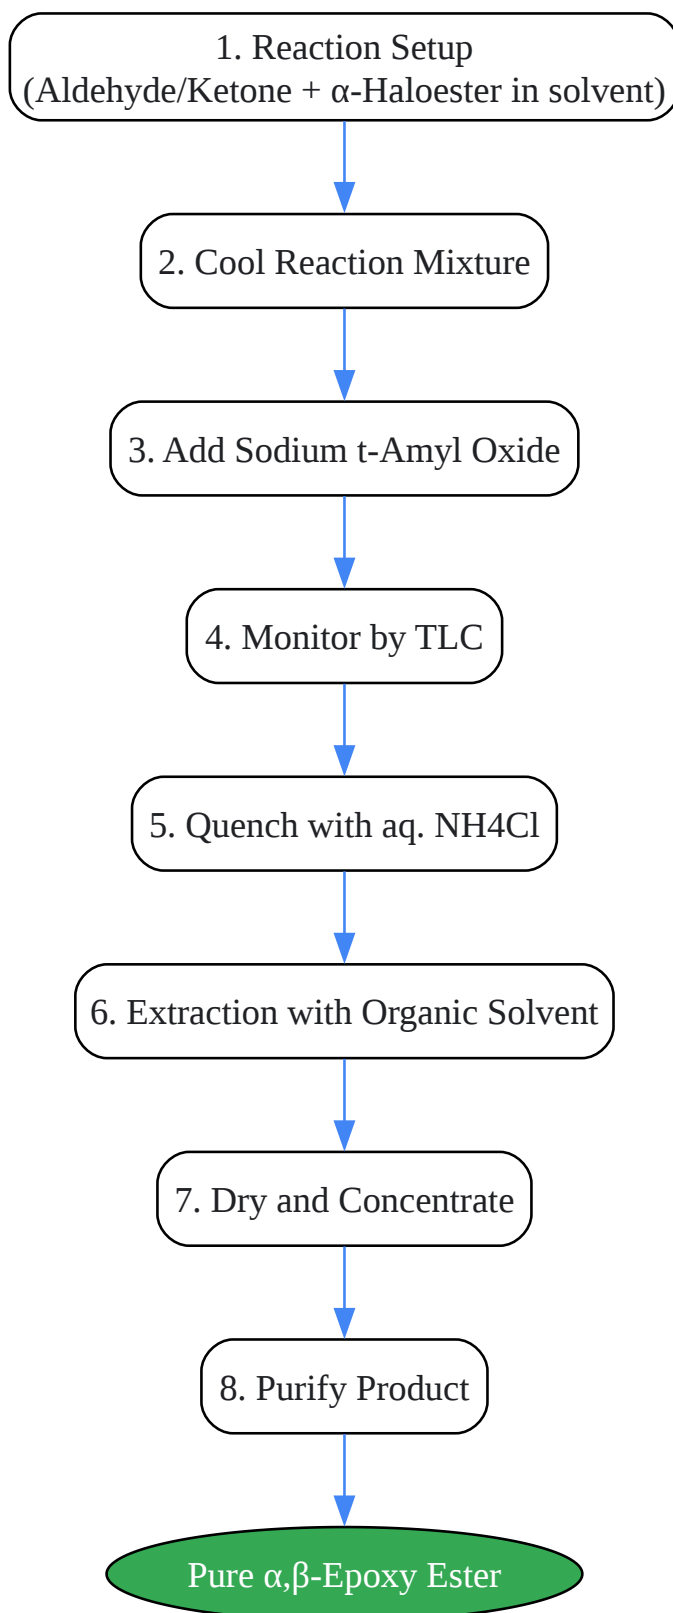 1. Reaction Setup
(Aldehyde/Ketone + α-Haloester in solvent)
2. Cool Reaction Mixture
3. Add Sodium t-Amyl Oxide
4. Monitor by TLC
5. Quench with aq. NH4Cl
6. Extraction with Organic Solvent
7. Dry and Concentrate
8. Purify Product
Pure α,β-Epoxy Ester